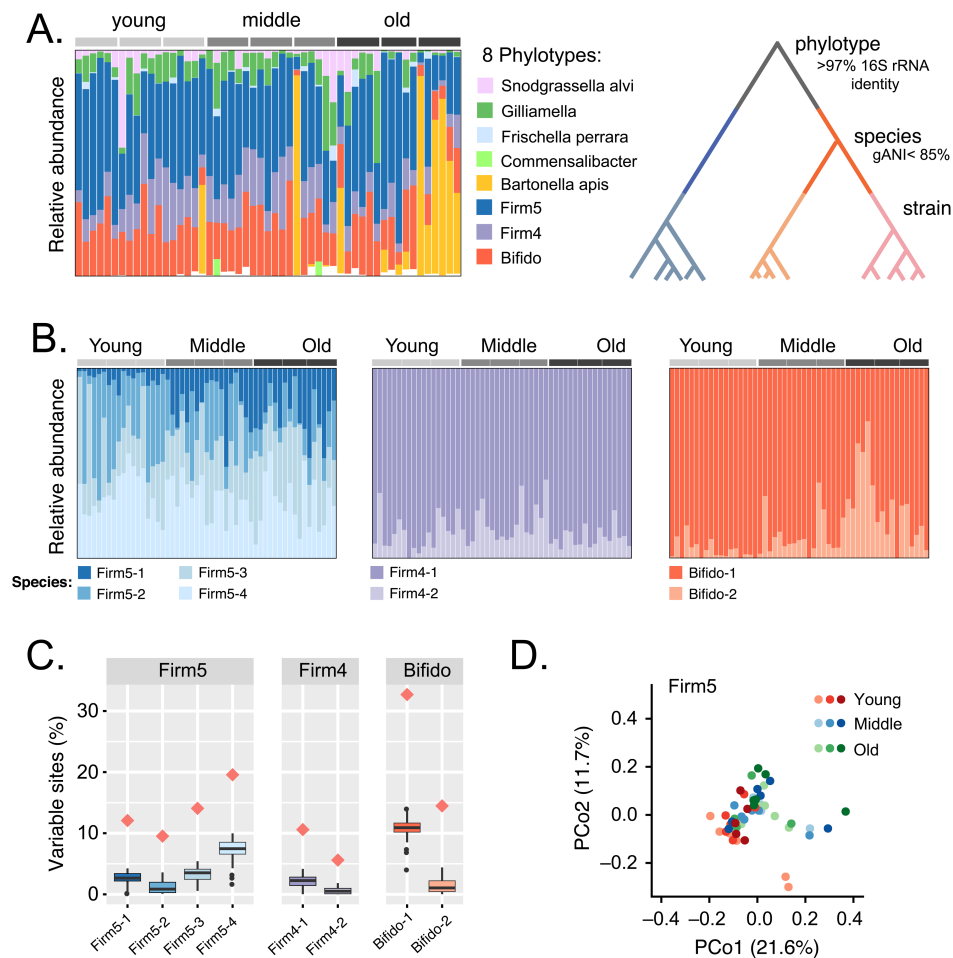 A.
young
middle
old
Relative abundance
8 Phylotypes:
Snodgrassella alvi
Gilliamella
Frischella perrara
Commensalibacter
Bartonella apis
Firm5
Firm4
Bifido
phylotype
>97% 16S rRNA
identity
species
gANI< 85%
strain
B.
Young
Middle
Old
Young
Middle
Old
Young
Middle
Old
Relative abundance
Species:
Firm5-1
Firm5-2
Firm5-3
Firm5-4
Firm4-1
Firm4-2
Bifido-1
Bifido-2
C.
Firm5
Firm4
Bifido
Variable sites (%)
30
20
10
0
Firm5-1
Firm5-2
Firm5-3
Firm5-4
Firm4-1
Firm4-2
Bifido-1
Bifido-2
D.
Firm5
Young
Middle
Old
PCo2 (11.7%)
0.4
0.2
0.0
−0.2
−0.4
−0.2
0.0
0.2
0.4
PCo1 (21.6%)